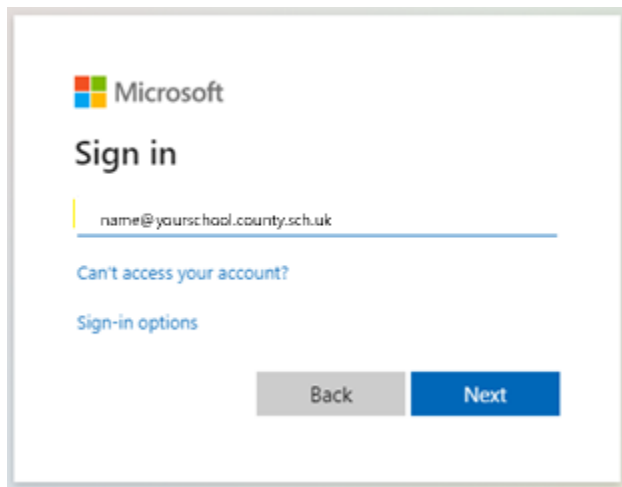 Microsoft
Sign in
name@yourschool.county.sch.uk
Can't access your account?
Sign-in options
Back Next